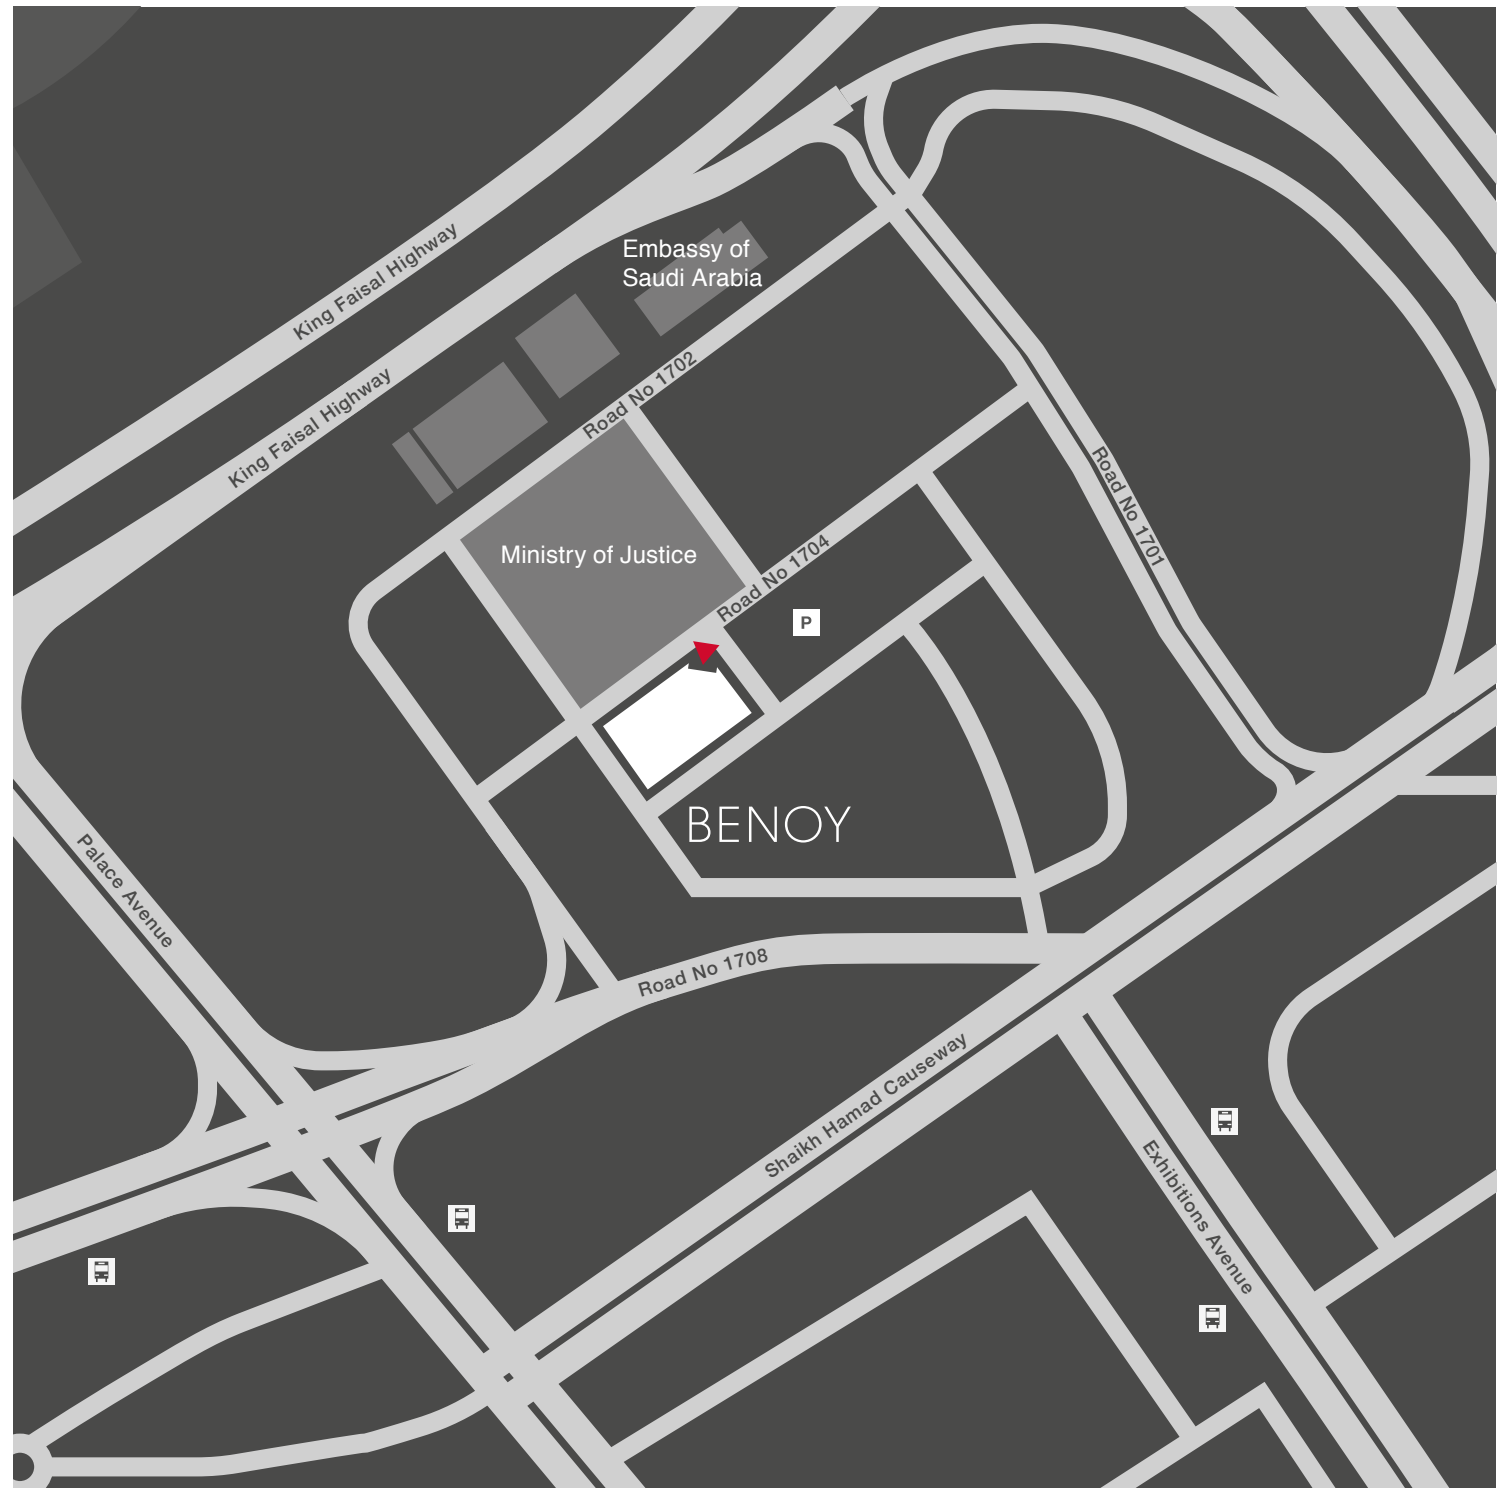 King Faisal Highway
Embassy of
Saudi Arabia
King Faisal Highway
Road No 1702
Road No 1701
Ministry of Justice
Road No 1704
P
BENOY
Palace Avenue
Road No 1708
Shaikh Hamad Causeway
Exhibitions Avenue